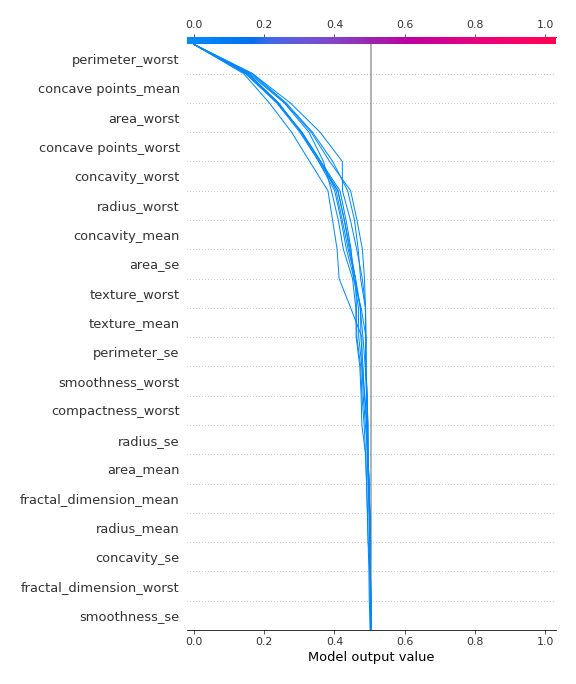 0.0 0.2 0.4 0.6 0.8 1.0
perimeter_worst
concave points_mean
area_worst
concave points_worst
concavity_worst
radius_worst
concavity_mean
area_se
texture_worst
texture_mean
perimeter_se
smoothness_worst
compactness_worst
radius_se
area_mean
fractal_dimension_mean
radius_mean
concavity_se
fractal_dimension_worst
smoothness_se
0.0 0.2 0.4 0.6 0.8 1.0
Model output value